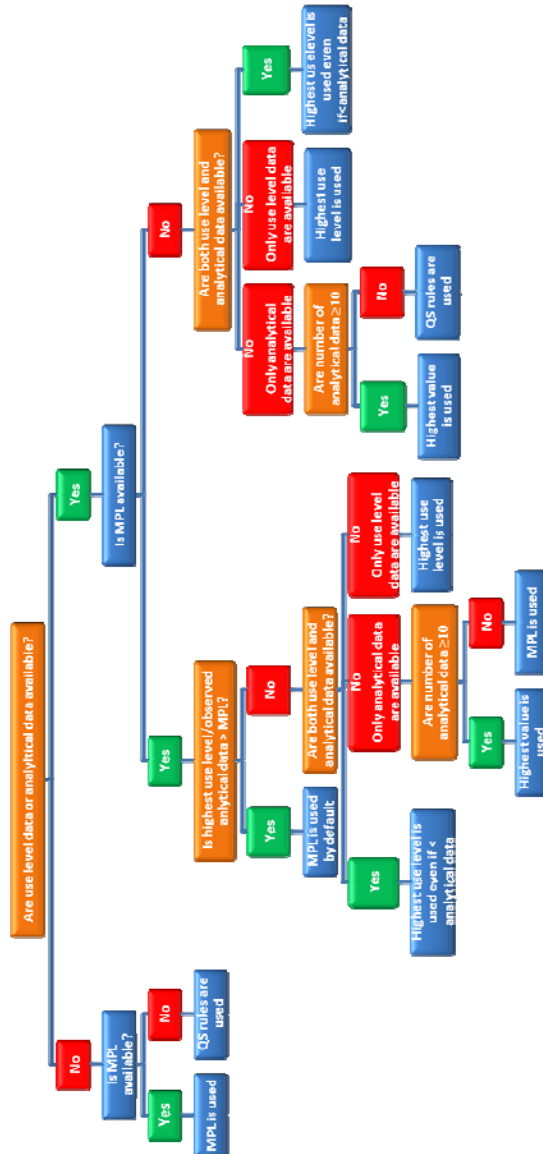 Are use level data or analyltical data available?
No
Is MPL
available?
Yes
MPL is used
No
QS rules are
used
Yes
Is MPL available?
Yes
Is highest use level/observed
anlytical data > MPL?
Yes
MPL is used
by default
No
Are both use level and
analytical data available?
Yes
Highest use level is
used even if <
analytical data
No
Only analytical data
are available
Are number of
analytical data ≥10
Yes
Highest value is
used
No
MPL is used
No
Only use level
data are available
Highest use
level is used
No
Are both use level and
analytical data available?
No
Only analytical
data are available
Are number of
analytical data ≥ 10
Yes
Highest value
is used
No
QS rules are
used
No
Only use level data
are available
Highest use
level is used
Yes
Highest us elevel is
used even
if<analytical data